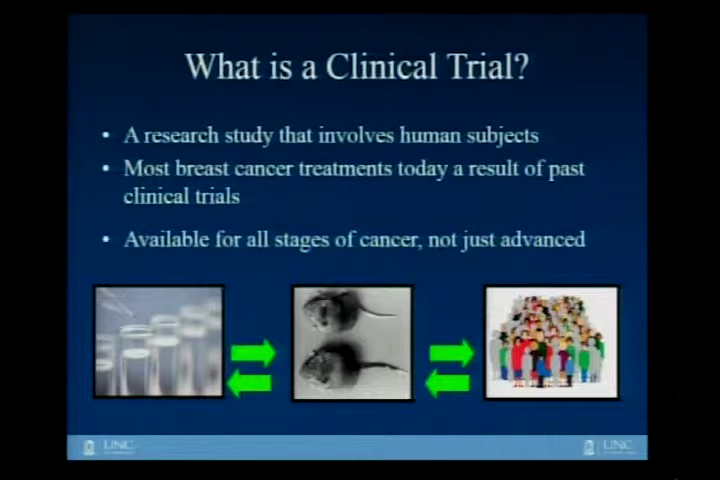 What is a Clinical Trial?
• A research study that involves human subjects
• Most breast cancer treatments today a result of past
clinical trials
• Available for all stages of cancer, not just advanced
UNC
UNC